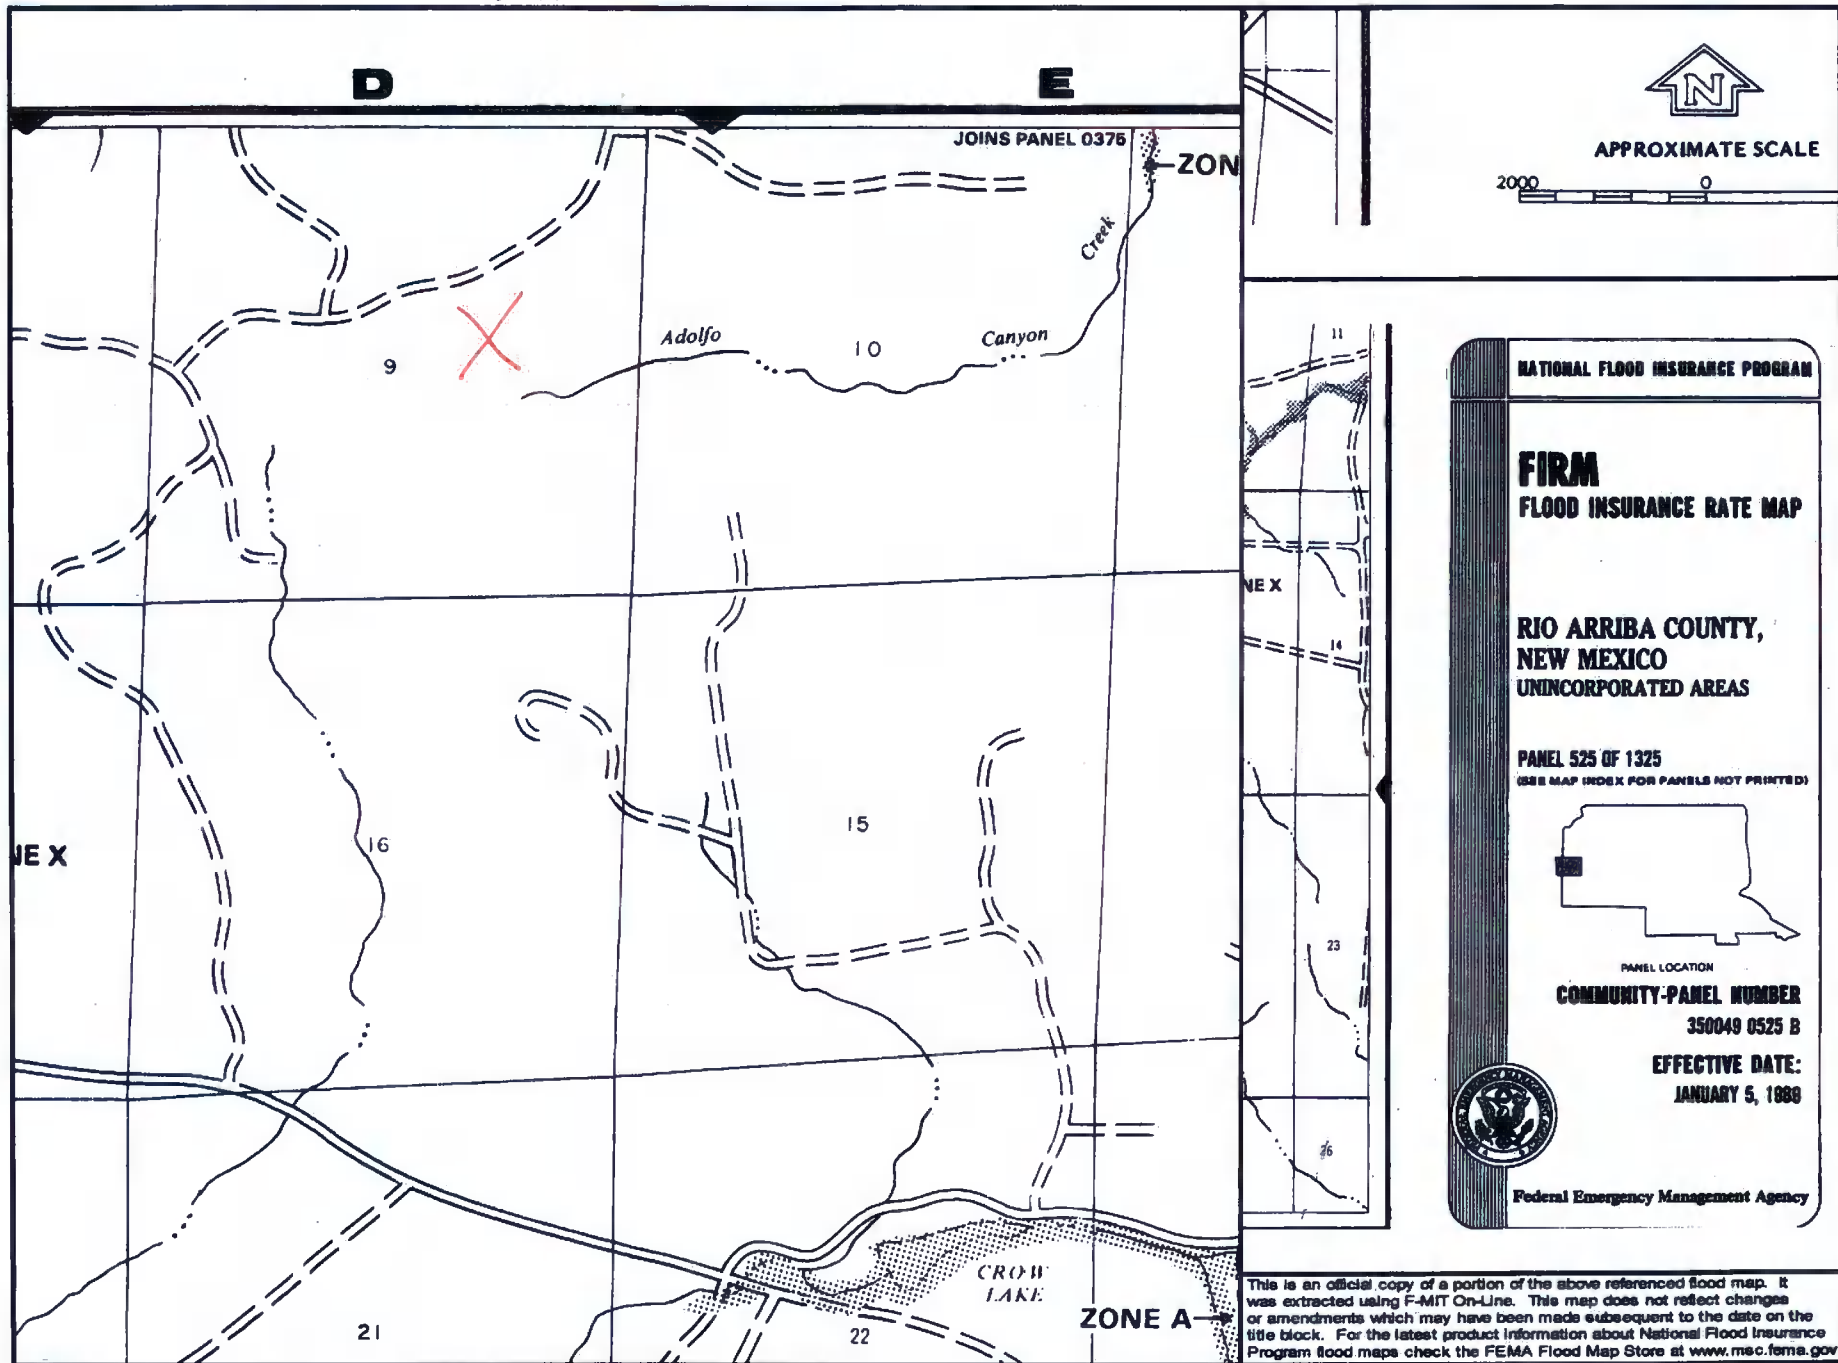 D
E
JOINS PANEL 0375
ZON
Creek
Adolfo
10
Canyon
9
NE X
16
15
CROW
LAKE
ZONE A
21
22
N
APPROXIMATE SCALE
2000
0
11
NE X
14
23
26
NATIONAL FLOOD INSURANCE PROGRAM
FIRM
FLOOD INSURANCE RATE MAP
RIO ARRIBA COUNTY,
NEW MEXICO
UNINCORPORATED AREAS
PANEL 525 OF 1325
(SEE MAP INDEX FOR PANELS NOT PRINTED)
PANEL LOCATION
COMMUNITY-PANEL NUMBER
350049 0525 B
EFFECTIVE DATE:
JANUARY 5, 1989
Federal Emergency Management Agency
This is an official copy of a portion of the above referenced flood map. It
was extracted using F-MIT On-Line. This map does not reflect changes
or amendments which may have been made subsequent to the date on the
title block. For the latest product information about National Flood Insurance
Program flood maps check the FEMA Flood Map Store at www.msc.fema.gov